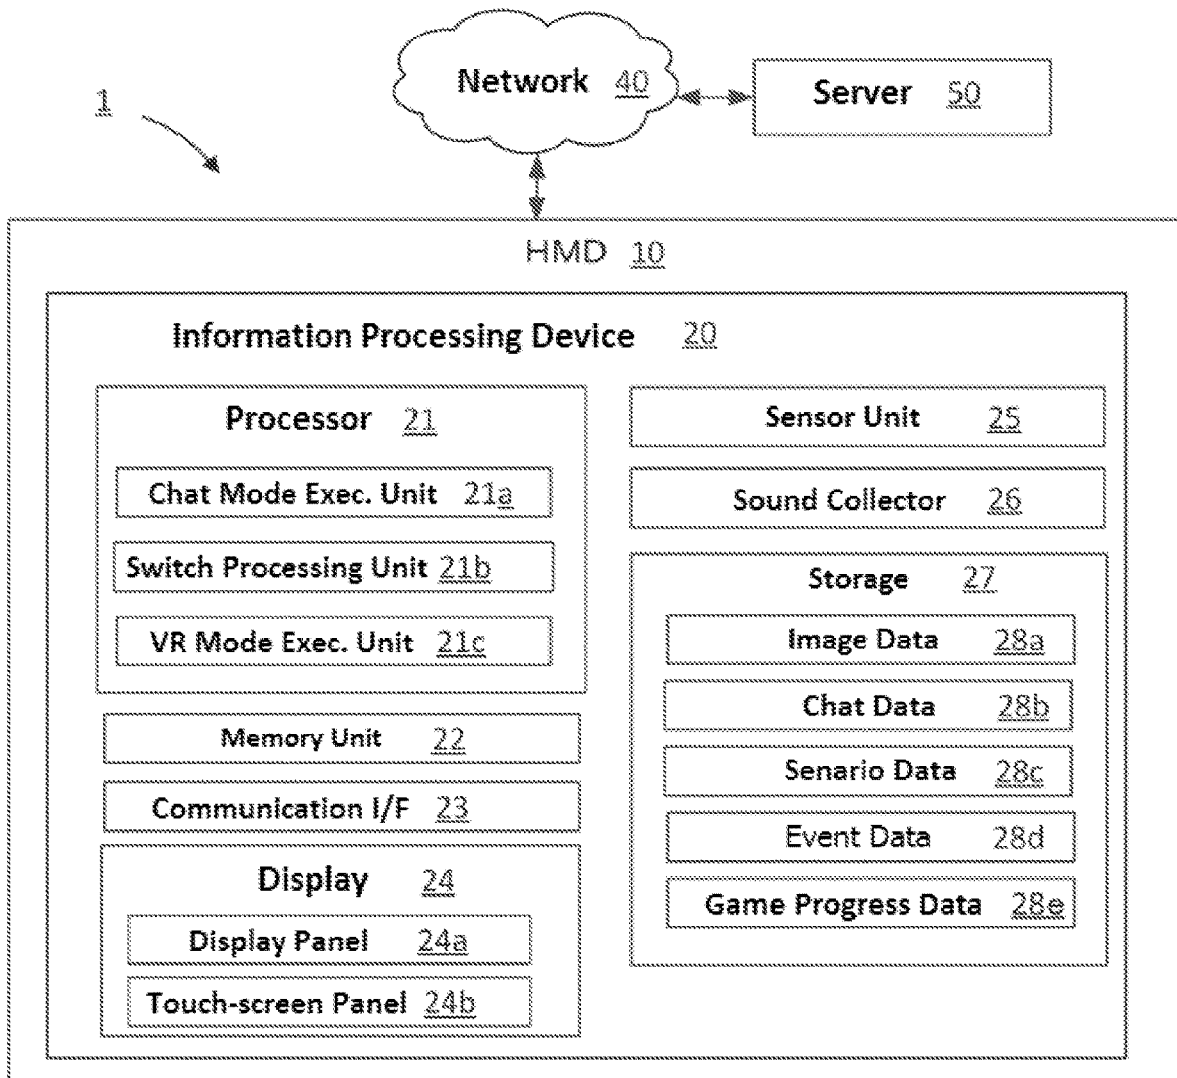 1
Network 40
Server 50
HMD 10
Information Processing Device 20
Processor 21
Chat Mode Exec. Unit 21a
Switch Processing Unit 21b
VR Mode Exec. Unit 21c
Memory Unit 22
Communication I/F 23
Display 24
Display Panel 24a
Touch-screen Panel 24b
Sensor Unit 25
Sound Collector 26
Storage 27
Image Data 28a
Chat Data 28b
Senario Data 28c
Event Data 28d
Game Progress Data 28e